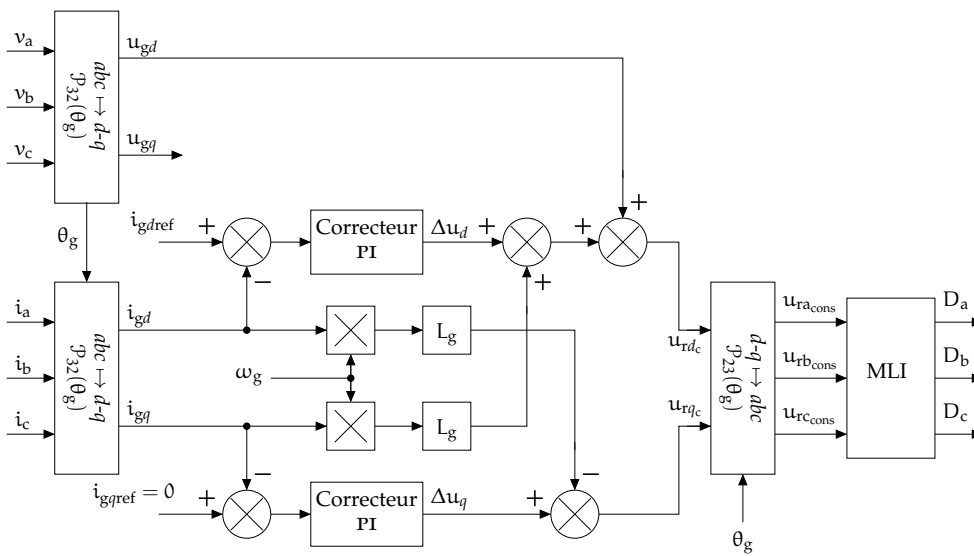 v_a
v_b
v_c
abc ↦ d-q
𝒫_32(θ_g)
u_gd
u_gq
θ_g
i_gdref
+
−
Correcteur
PI
Δu_d
+
+
+
+
i_a
i_b
i_c
abc ↦ d-q
𝒫_32(θ_g)
i_gd
i_gq
ω_g
L_g
L_g
i_gqref = 0
+
−
Correcteur
PI
Δu_q
+
−
u_rd_c
u_rq_c
d-q ↦ abc
𝒫_23(θ_g)
θ_g
u_ra_cons
u_rb_cons
u_rc_cons
MLI
D_a
D_b
D_c